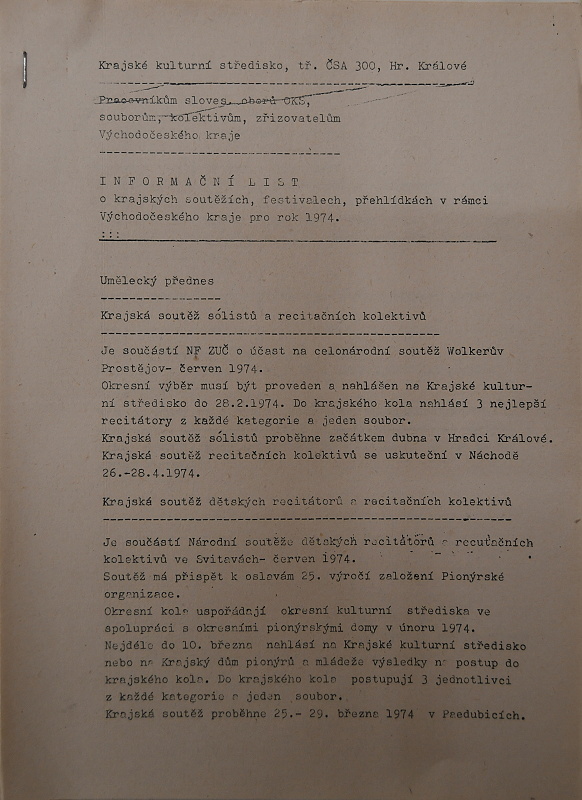 Krajské kulturní středisko, tř. ČSA 300, Hr. Králové
Pracovníkům sloves. oborů OKS,
souborům, kolektivům, zřizovatelům
Východočeského kraje
I N F O R M A Č N Í  L I S T
o krajských soutěžích, festivalech, přehlídkách v rámci
Východočeského kraje pro rok 1974.
:::
Umělecký přednes
Krajská soutěž sólistů a recitačních kolektivů
Je součástí NF ZUČ o účast na celonárodní soutěž Wolkerův
Prostějov- červen 1974.
Okresní výběr musí být proveden a nahlášen na Krajské kultur-
ní středisko do 28.2.1974. Do krajského kola nahlásí 3 nejlepší
recitátory z každé kategorie a jeden soubor.
Krajská soutěž sólistů proběhne začátkem dubna v Hradci Králové.
Krajská soutěž recitačních kolektivů se uskuteční v Náchodě
26.-28.4.1974.
Krajská soutěž dětských recitátorů a recitačních kolektivů
Je součástí Národní soutěže dětských recitátorů a recutačních
kolektivů ve Svitavách- červen 1974.
Soutěž má přispět k oslavám 25. výročí založení Pionýrské
organizace.
Okresní kola uspořádají okresní kulturní střediska ve
spolupráci s okresními pionýrskými domy v únoru 1974.
Nejdéle do 10. března nahlásí na Krajské kulturní středisko
nebo na Krajský dům pionýrů a mládeže výsledky na postup do
krajského kola. Do krajského kola postupují 3 jednotlivci
z každé kategorie a jeden soubor.
Krajská soutěž proběhne 25.- 29. března 1974 v Paedubicích.